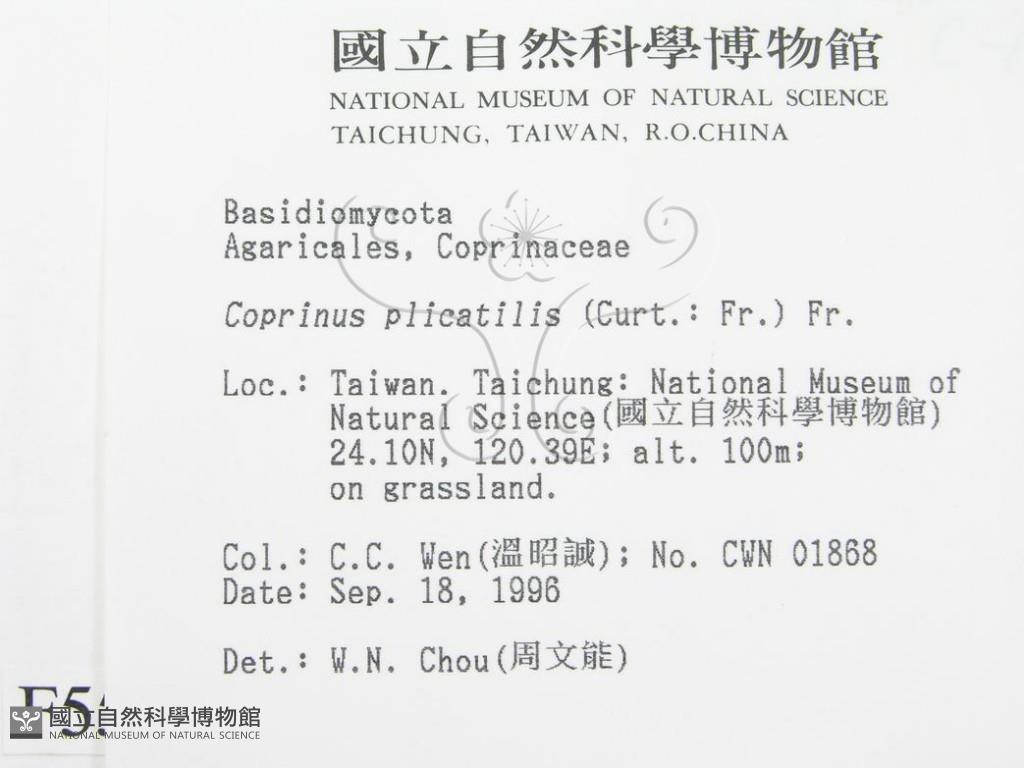 國立自然科學博物館
NATIONAL MUSEUM OF NATURAL SCIENCE
TAICHUNG, TAIWAN, R.O.CHINA
Basidiomycota
Agaricales, Coprinaceae
Coprinus plicatilis (Curt.: Fr.) Fr.
Loc.: Taiwan. Taichung: National Museum of
Natural Science(國立自然科學博物館)
24.10N, 120.39E; alt. 100m;
on grassland.
Col.: C.C. Wen(溫昭誠); No. CWN 01868
Date: Sep. 18, 1996
Det.: W.N. Chou(周文能)
國立自然科學博物館
NATIONAL MUSEUM OF NATURAL SCIENCE